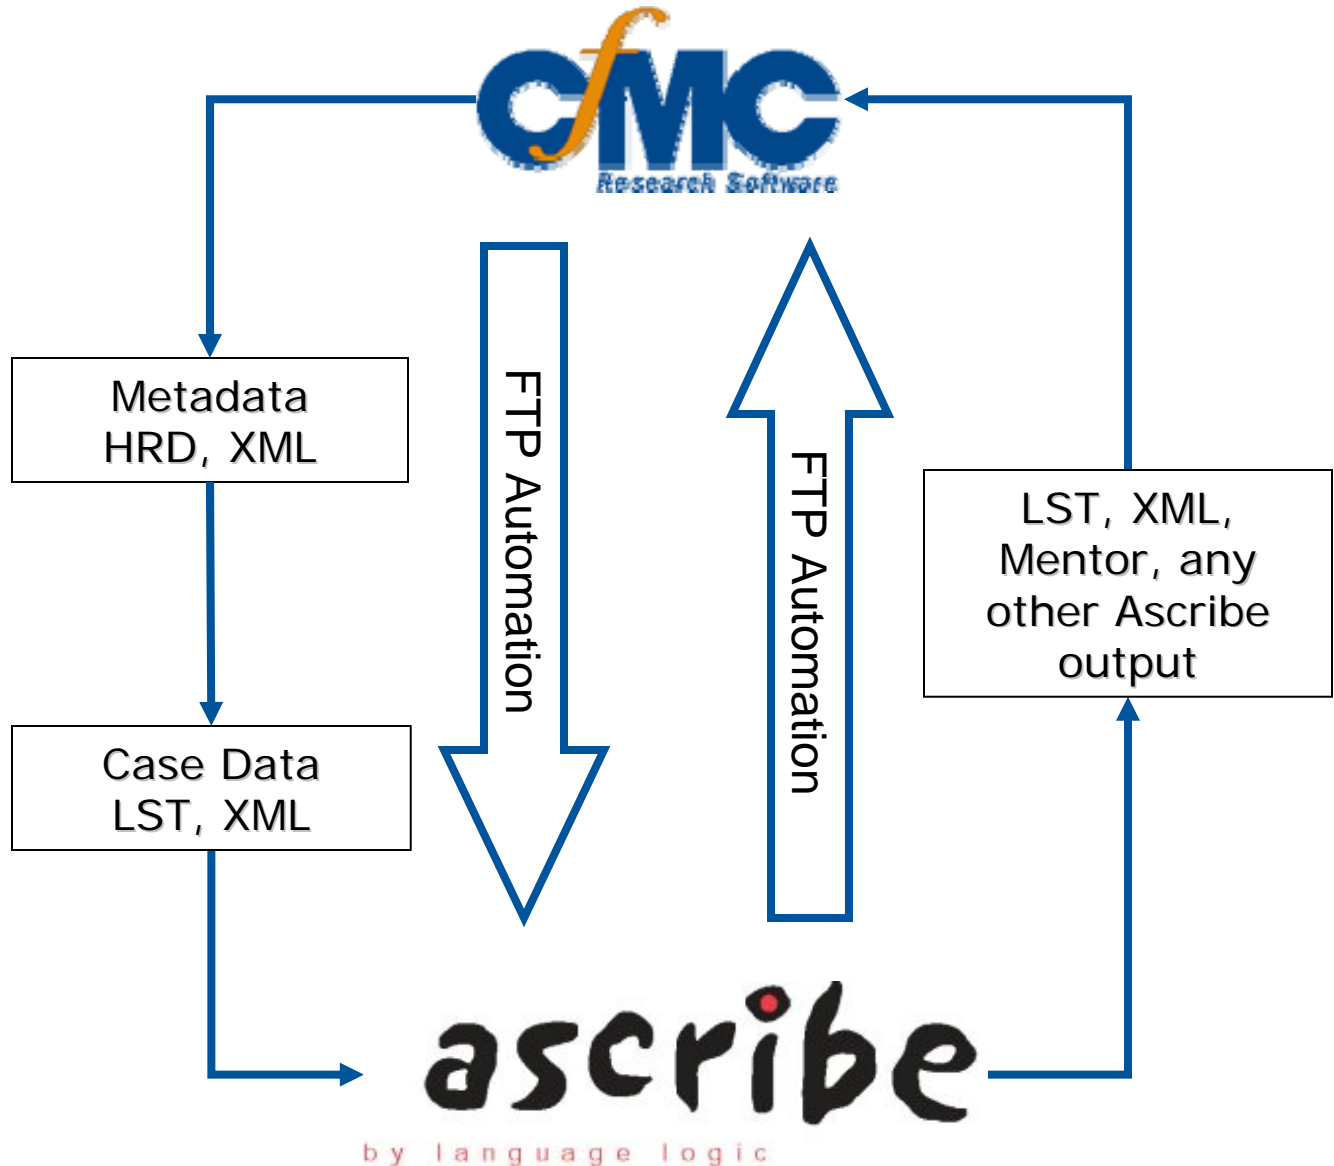 CfMC
Research Software
Metadata
HRD, XML
Case Data
LST, XML
FTP Automation
FTP Automation
LST, XML,
Mentor, any
other Ascribe
output
ascribe
by language logic